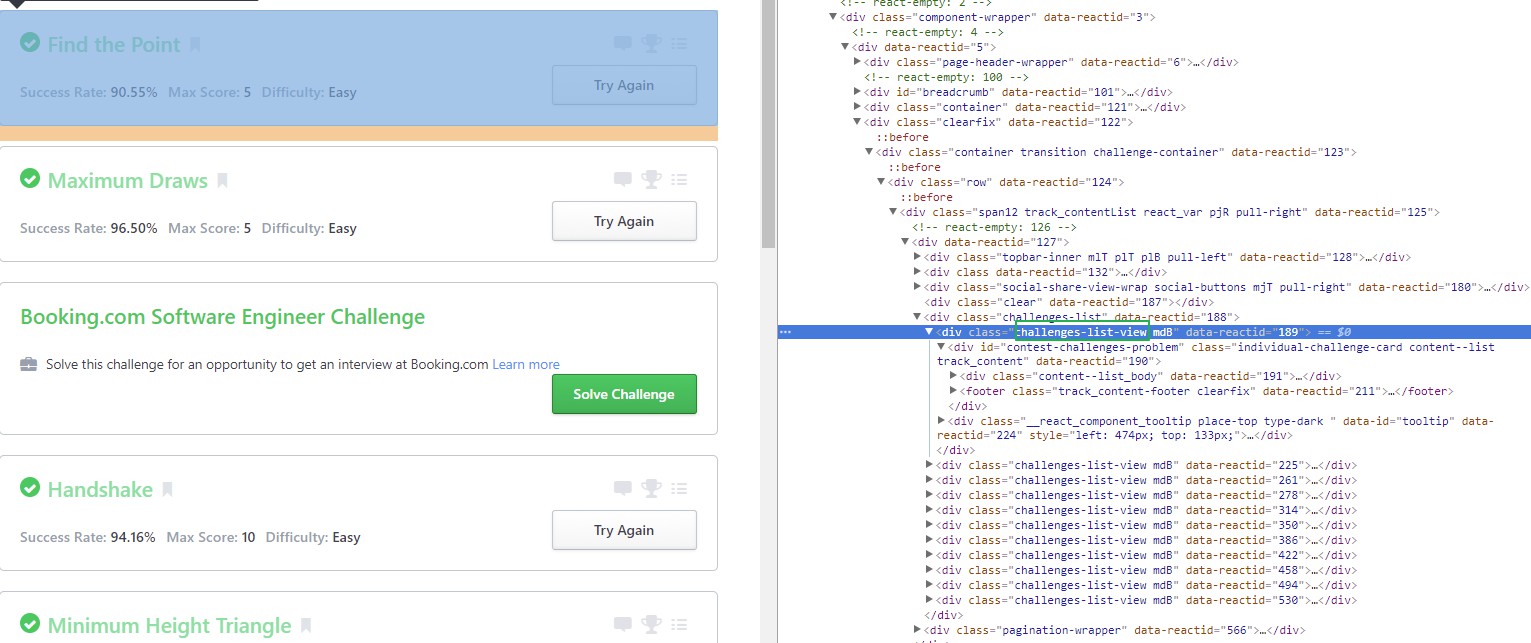 Find the Point
Success Rate: 90.55% Max Score: 5 Difficulty: Easy
Try Again
Maximum Draws
Success Rate: 96.50% Max Score: 5 Difficulty: Easy
Try Again
Booking.com Software Engineer Challenge
Solve this challenge for an opportunity to get an interview at Booking.com Learn more
Solve Challenge
Handshake
Success Rate: 94.16% Max Score: 10 Difficulty: Easy
Try Again
Minimum Height Triangle
<!-- react-empty: 2 -->
<div class="component-wrapper" data-reactid="3">
<!-- react-empty: 4 -->
<div data-reactid="5">
<div class="page-header-wrapper" data-reactid="6">…</div>
<!-- react-empty: 100 -->
<div id="breadcrumb" data-reactid="101">…</div>
<div class="container" data-reactid="121">…</div>
<div class="clearfix" data-reactid="122">
::before
<div class="container transition challenge-container" data-reactid="123">
::before
<div class="row" data-reactid="124">
::before
<div class="span12 track_contentList react_var pjR pull-right" data-reactid="125">
<!-- react-empty: 126 -->
<div data-reactid="127">
<div class="topbar-inner mlT plT plB pull-left" data-reactid="128">…</div>
<div class data-reactid="132">…</div>
<div class="social-share-view-wrap social-buttons mjT pull-right" data-reactid="180">…</div>
<div class="clear" data-reactid="187"></div>
<div class="challenges-list" data-reactid="188">
<div class="challenges-list-view mdB" data-reactid="189"> == $0
<div id="contest-challenges-problem" class="individual-challenge-card content--list
track_content" data-reactid="190">
<div class="content--list_body" data-reactid="191">…</div>
<footer class="track_content-footer clearfix" data-reactid="211">…</footer>
</div>
<div class="__react_component_tooltip place-top type-dark " data-id="tooltip" data-
reactid="224" style="left: 474px; top: 133px;">…</div>
</div>
<div class="challenges-list-view mdB" data-reactid="225">…</div>
<div class="challenges-list-view mdB" data-reactid="261">…</div>
<div class="challenges-list-view mdB" data-reactid="278">…</div>
<div class="challenges-list-view mdB" data-reactid="314">…</div>
<div class="challenges-list-view mdB" data-reactid="350">…</div>
<div class="challenges-list-view mdB" data-reactid="386">…</div>
<div class="challenges-list-view mdB" data-reactid="422">…</div>
<div class="challenges-list-view mdB" data-reactid="458">…</div>
<div class="challenges-list-view mdB" data-reactid="494">…</div>
<div class="challenges-list-view mdB" data-reactid="530">…</div>
</div>
<div class="pagination-wrapper" data-reactid="566">…</div>